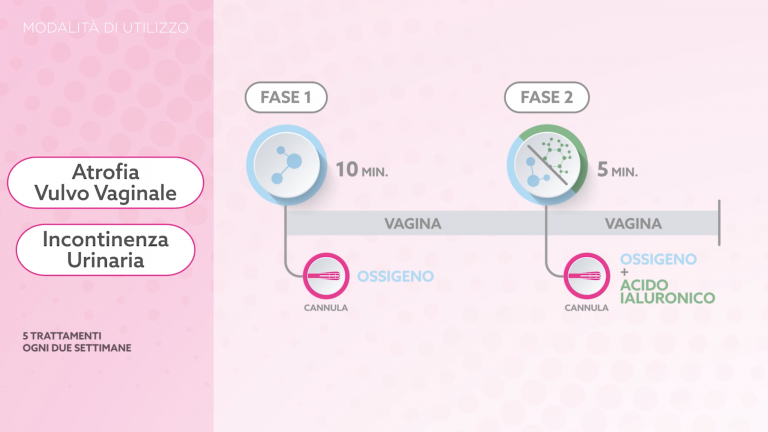 MODALITÀ DI UTILIZZO
Atrofia
Vulvo Vaginale
Incontinenza
Urinaria
5 TRATTAMENTI
OGNI DUE SETTIMANE
FASE 1
10 MIN.
VAGINA
OSSIGENO
CANNULA
FASE 2
5 MIN.
VAGINA
OSSIGENO
+
ACIDO
IALURONICO
CANNULA